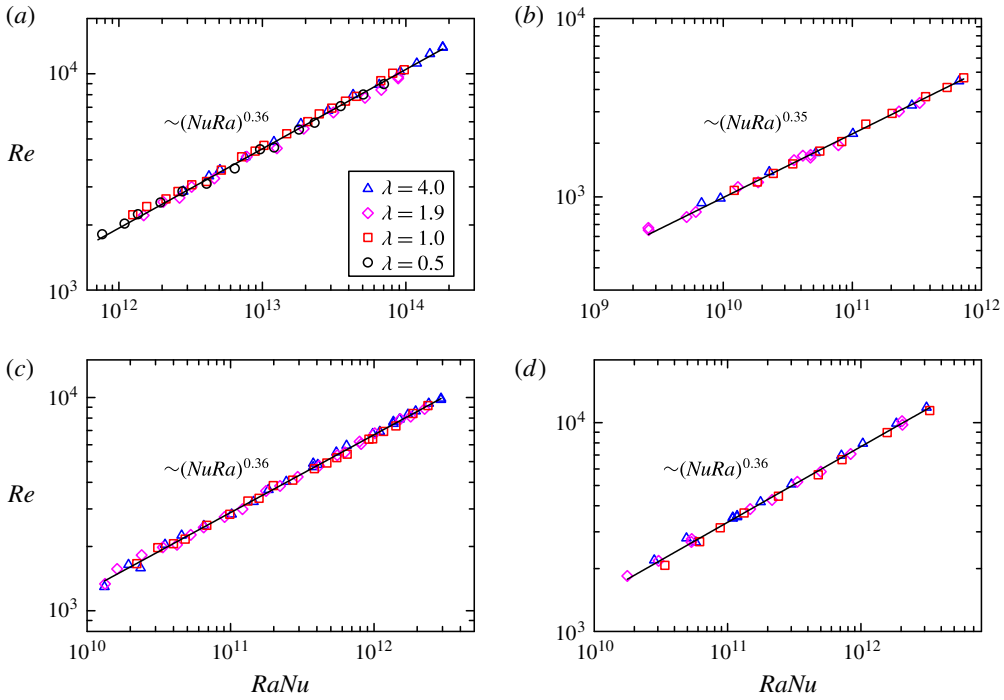 (a)
10^4
10^3
Re
~(NuRa)^0.36
λ = 4.0
λ = 1.9
λ = 1.0
λ = 0.5
10^12
10^13
10^14
(b)
10^4
10^3
~(NuRa)^0.35
10^9
10^10
10^11
10^12
(c)
10^4
10^3
Re
~(NuRa)^0.36
10^10
10^11
10^12
RaNu
(d)
10^4
10^3
~(NuRa)^0.36
10^10
10^11
10^12
RaNu